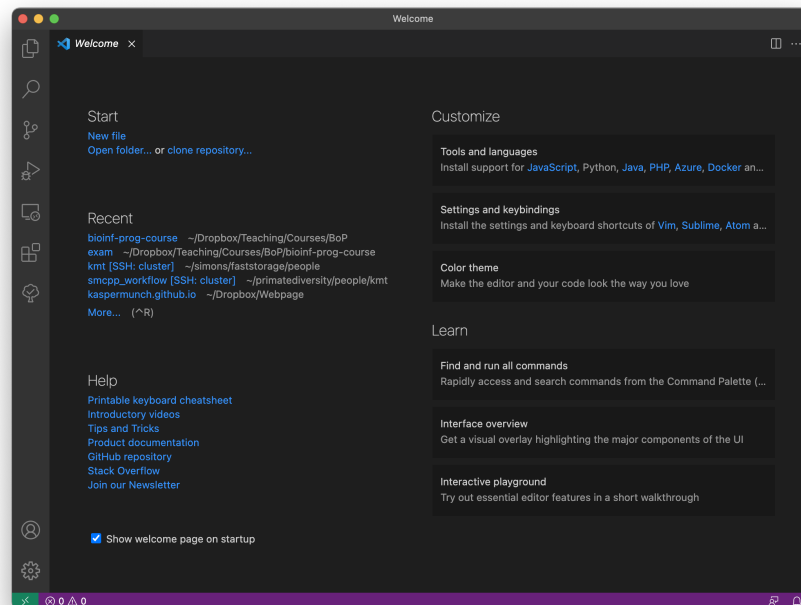 Welcome
Welcome
Start
New file
Open folder... or clone repository...
Recent
bioinf-prog-course ~/Dropbox/Teaching/Courses/BoP
exam ~/Dropbox/Teaching/Courses/BoP/bioinf-prog-course
kmt [SSH: cluster] ~/simons/faststorage/people
smcpp_workflow [SSH: cluster] ~/primatediversity/people/kmt
kaspermunch.github.io ~/Dropbox/Webpage
More... (^R)
Help
Printable keyboard cheatsheet
Introductory videos
Tips and Tricks
Product documentation
GitHub repository
Stack Overflow
Join our Newsletter
Show welcome page on startup
Customize
Tools and languages
Install support for JavaScript, Python, Java, PHP, Azure, Docker an...
Settings and keybindings
Install the settings and keyboard shortcuts of Vim, Sublime, Atom a...
Color theme
Make the editor and your code look the way you love
Learn
Find and run all commands
Rapidly access and search commands from the Command Palette (...
Interface overview
Get a visual overlay highlighting the major components of the UI
Interactive playground
Try out essential editor features in a short walkthrough
0 0